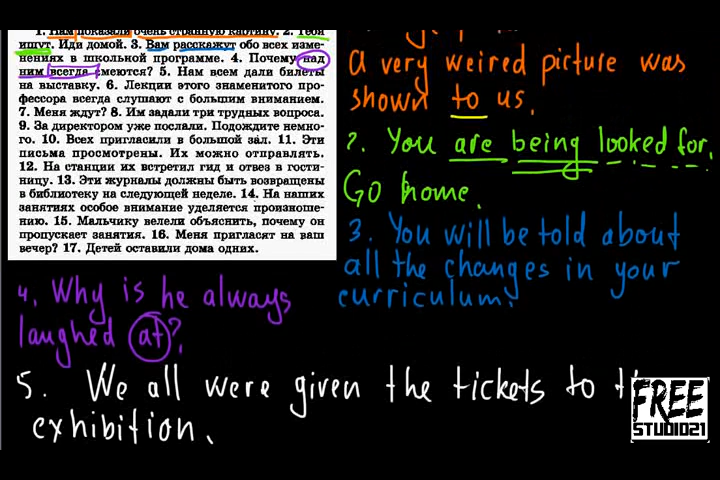 1. Нам показали очень странную картину. 2. Тебя
ищут. Иди домой. 3. Вам расскажут обо всех изме-
нениях в школьной программе. 4. Почему над
ним всегда смеются? 5. Нам всем дали билеты
на выставку. 6. Лекции этого знаменитого про-
фессора всегда слушают с большим вниманием.
7. Меня ждут? 8. Им задали три трудных вопроса.
9. За директором уже послали. Подождите немно-
го. 10. Всех пригласили в большой зал. 11. Эти
письма просмотрены. Их можно отправлять.
12. На станции их встретил гид и отвез в гости-
ницу. 13. Эти журналы должны быть возвращены
в библиотеку на следующей неделе. 14. На наших
занятиях особое внимание уделяется произноше-
нию. 15. Мальчику велели объяснить, почему он
пропускает занятия. 16. Меня пригласят на ваш
вечер? 17. Детей оставили дома одних.
A very weired picture was
shown to us.
2. You are being looked for.
Go home.
3. You will be told about
all the changes in your
curriculum.
4. Why is he always
laughed at?
5. We all were given the tickets to
exhibition.
FREE
STUDIO21